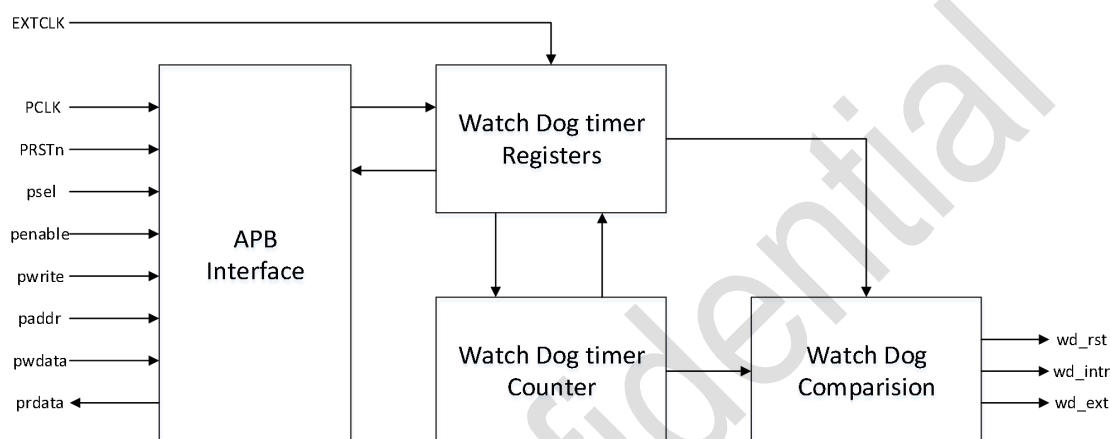 EXTCLK
PCLK
PRSTn
psel
penable
pwrite
paddr
pwdata
prdata
APB
Interface
Watch Dog timer
Registers
Watch Dog timer
Counter
Watch Dog
Comparision
wd_rst
wd_intr
wd_ext
fidential